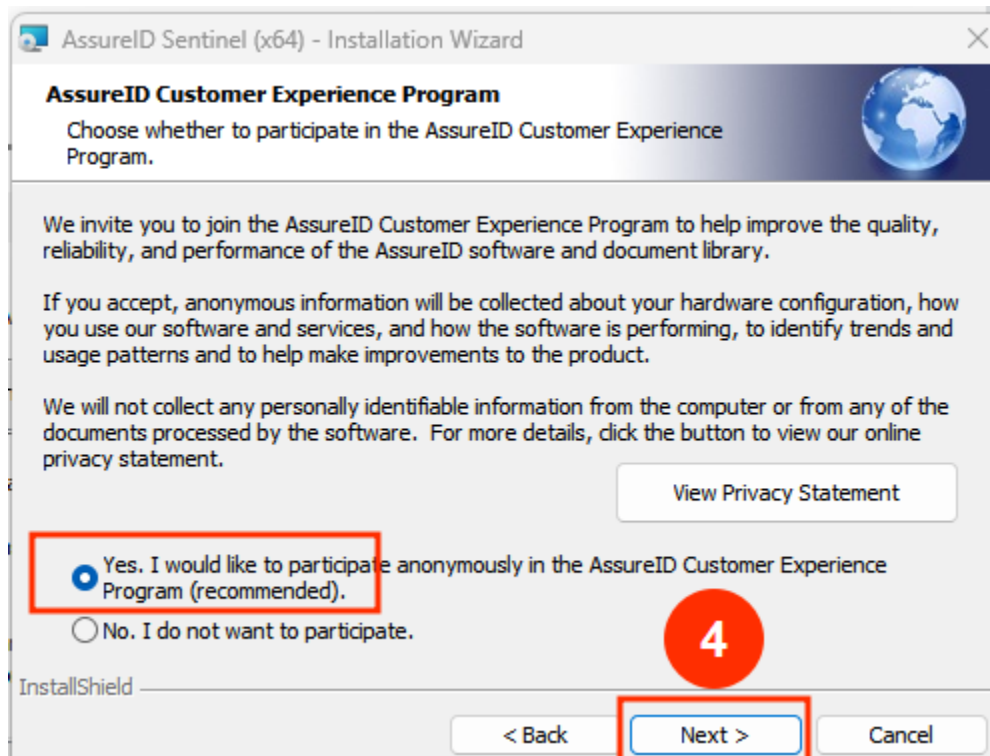 AssureID Sentinel (x64) - Installation Wizard
AssureID Customer Experience Program
Choose whether to participate in the AssureID Customer Experience
Program.
We invite you to join the AssureID Customer Experience Program to help improve the quality,
reliability, and performance of the AssureID software and document library.
If you accept, anonymous information will be collected about your hardware configuration, how
you use our software and services, and how the software is performing, to identify trends and
usage patterns and to help make improvements to the product.
We will not collect any personally identifiable information from the computer or from any of the
documents processed by the software.  For more details, click the button to view our online
privacy statement.
View Privacy Statement
Yes. I would like to participate anonymously in the AssureID Customer Experience
Program (recommended).
No. I do not want to participate.
4
InstallShield
< Back
Next >
Cancel